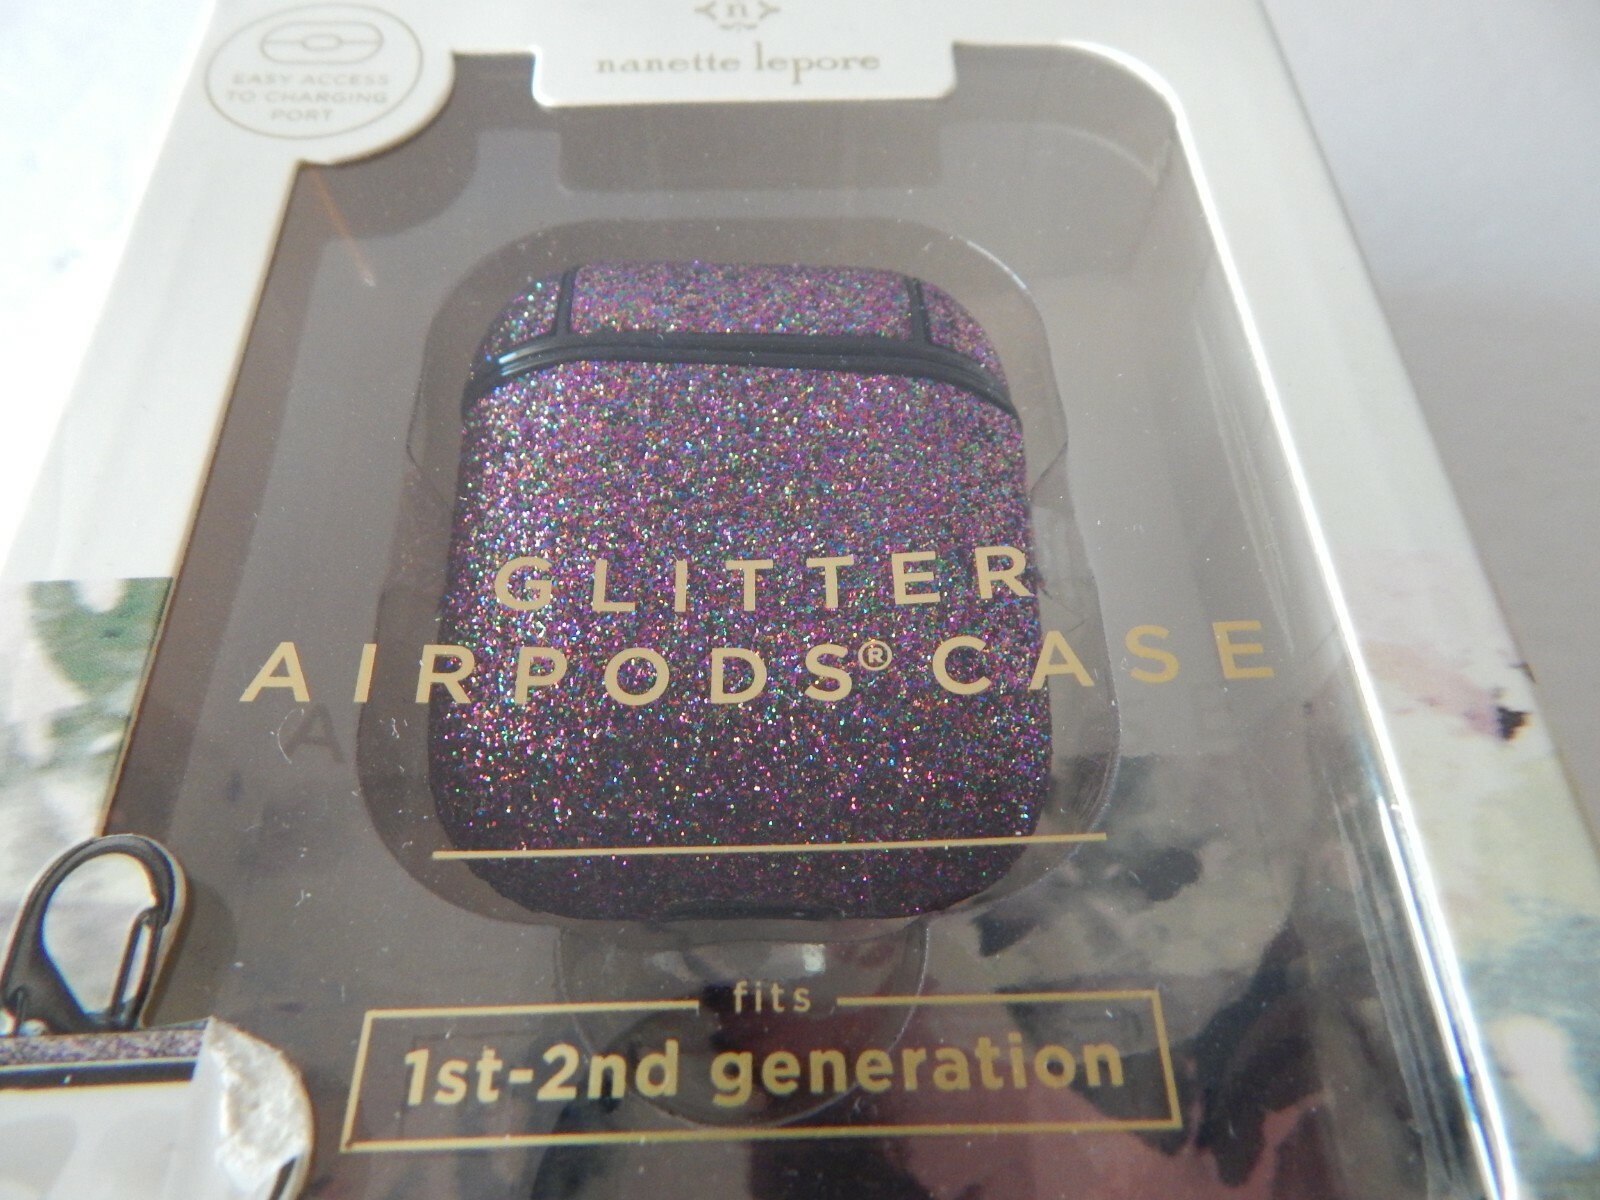 EASY ACCESS
TO CHARGING
PORT
n
nanette lepore
GLITTER
AIRPODS® CASE
fits
1st-2nd generation